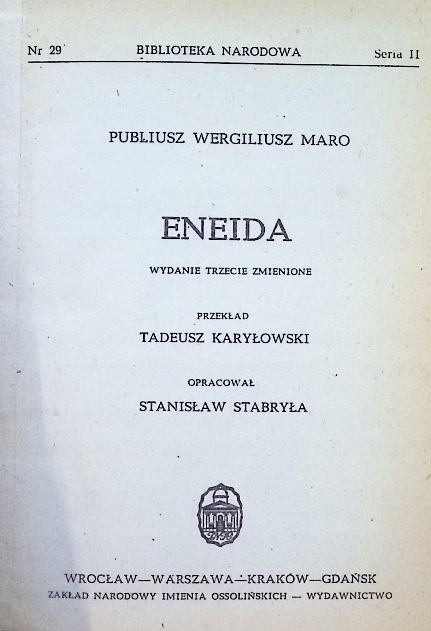 Nr 29
BIBLIOTEKA NARODOWA
Seria II
PUBLIUSZ WERGILIUSZ MARO
ENEIDA
WYDANIE TRZECIE ZMIENIONE
PRZEKŁAD
TADEUSZ KARYŁOWSKI
OPRACOWAŁ
STANISŁAW STABRYŁA
WROCŁAW—WARSZAWA—KRAKÓW—GDAŃSK
ZAKŁAD NARODOWY IMIENIA OSSOLIŃSKICH — WYDAWNICTWO